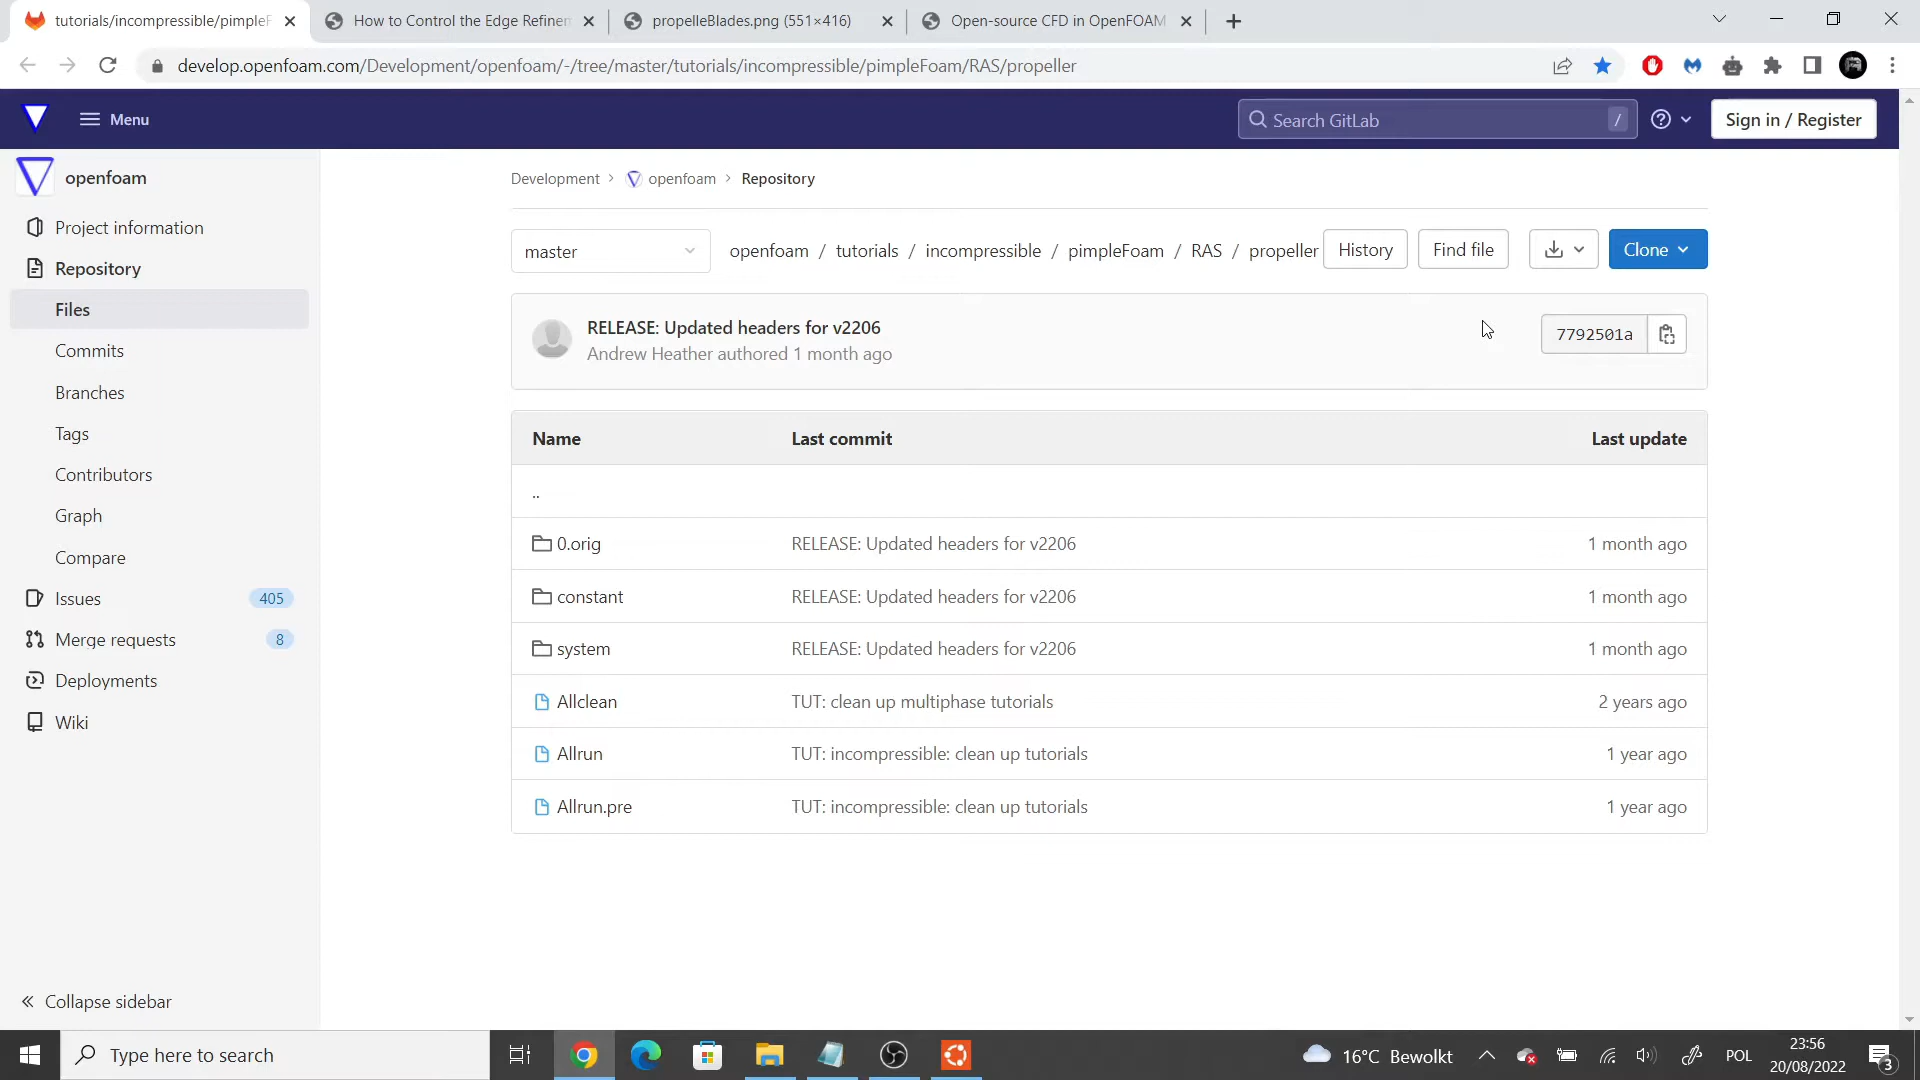 tutorials/incompressible/pimpleF
How to Control the Edge Refinem
propelleBlades.png (551×416)
Open-source CFD in OpenFOAM
develop.openfoam.com/Development/openfoam/-/tree/master/tutorials/incompressible/pimpleFoam/RAS/propeller
Menu
Search GitLab
/
Sign in / Register
openfoam
Project information
Repository
Files
Commits
Branches
Tags
Contributors
Graph
Compare
Issues 405
Merge requests 8
Deployments
Wiki
Collapse sidebar
Development > openfoam > Repository
master
openfoam / tutorials / incompressible / pimpleFoam / RAS / propeller
History
Find file
Clone
RELEASE: Updated headers for v2206
Andrew Heather authored 1 month ago
7792501a
Name Last commit Last update
..
0.orig RELEASE: Updated headers for v2206 1 month ago
constant RELEASE: Updated headers for v2206 1 month ago
system RELEASE: Updated headers for v2206 1 month ago
Allclean TUT: clean up multiphase tutorials 2 years ago
Allrun TUT: incompressible: clean up tutorials 1 year ago
Allrun.pre TUT: incompressible: clean up tutorials 1 year ago
Type here to search
16°C Bewolkt
POL
23:56
20/08/2022
3